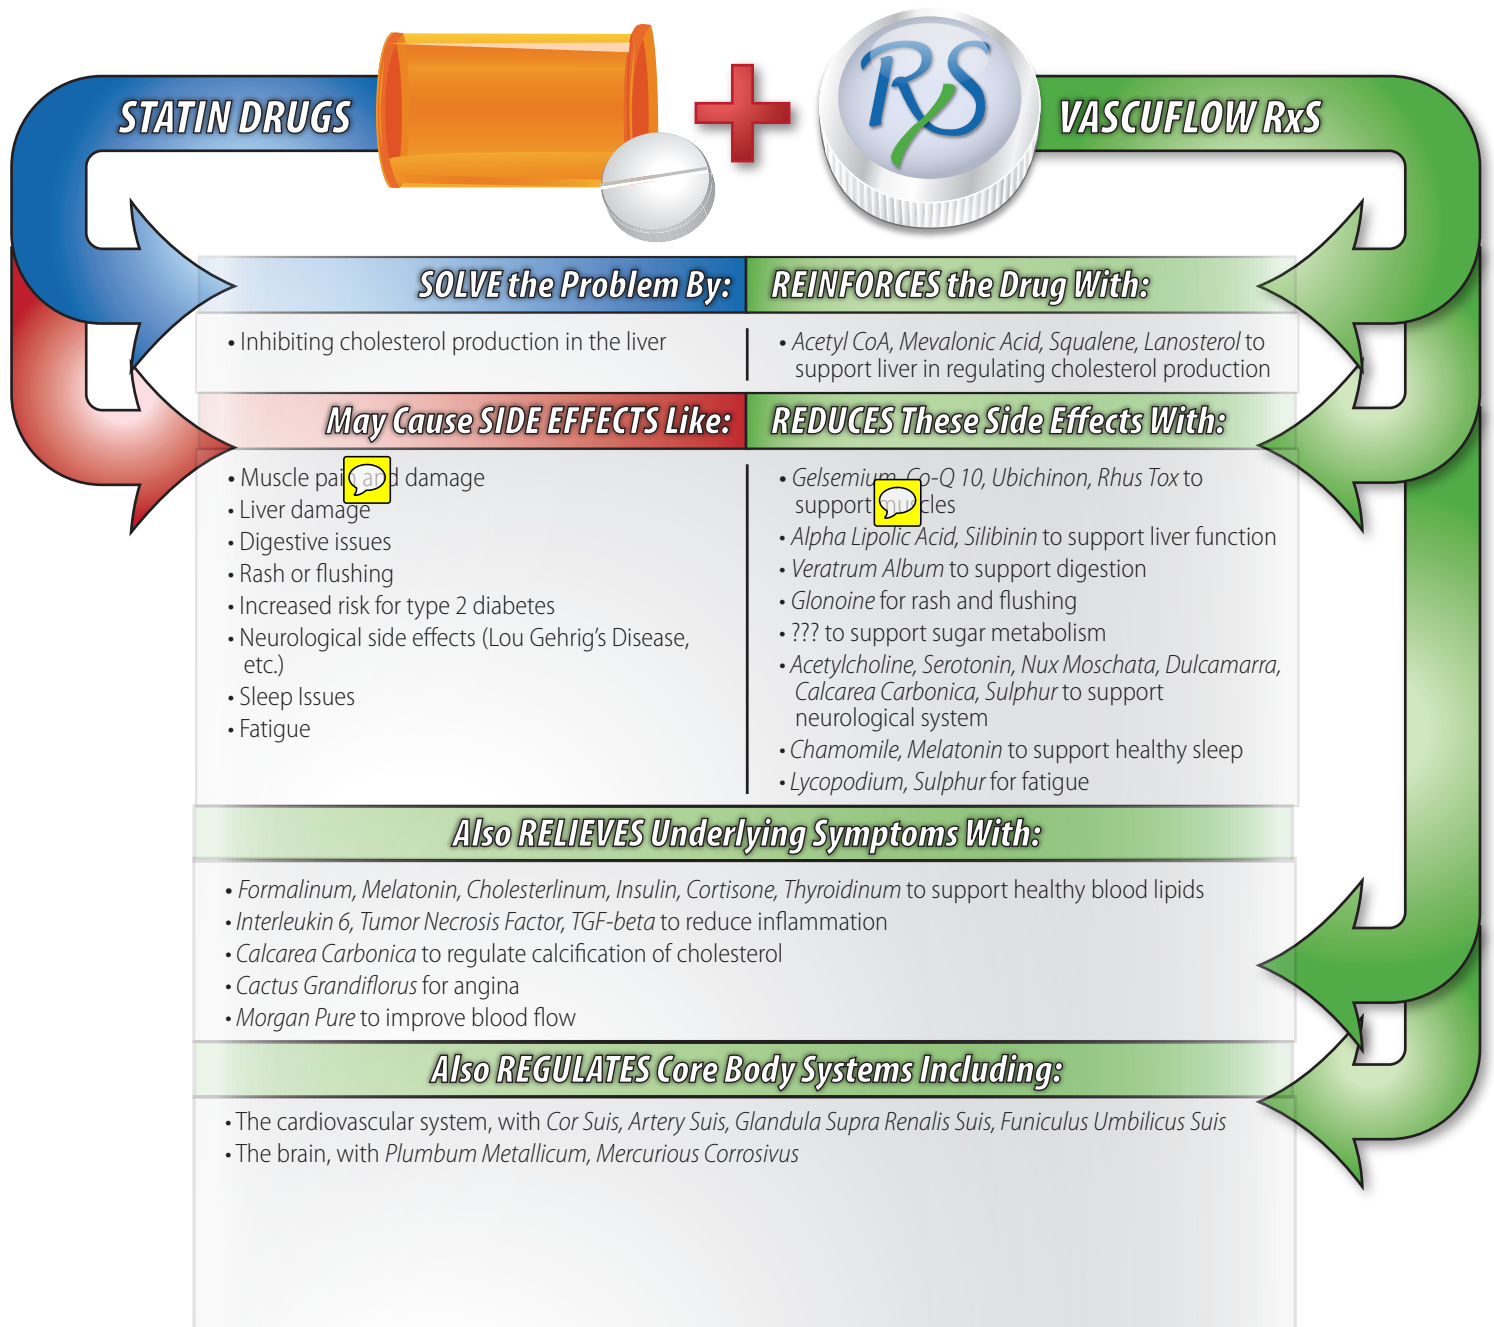 STATIN DRUGS
RxS
VASCUFLOW RxS
SOLVE the Problem By:
REINFORCES the Drug With:
• Inhibiting cholesterol production in the liver
• Acetyl CoA, Mevalonic Acid, Squalene, Lanosterol to
support liver in regulating cholesterol production
May Cause SIDE EFFECTS Like:
REDUCES These Side Effects With:
• Muscle pain and damage
• Liver damage
• Digestive issues
• Rash or flushing
• Increased risk for type 2 diabetes
• Neurological side effects (Lou Gehrig's Disease,
etc.)
• Sleep Issues
• Fatigue
• Gelsemium, Co-Q 10, Ubichinon, Rhus Tox to
support muscles
• Alpha Lipolic Acid, Silibinin to support liver function
• Veratrum Album to support digestion
• Glonoine for rash and flushing
• ??? to support sugar metabolism
• Acetylcholine, Serotonin, Nux Moschata, Dulcamarra,
Calcarea Carbonica, Sulphur to support
neurological system
• Chamomile, Melatonin to support healthy sleep
• Lycopodium, Sulphur for fatigue
Also RELIEVES Underlying Symptoms With:
• Formalinum, Melatonin, Cholesterlinum, Insulin, Cortisone, Thyroidinum to support healthy blood lipids
• Interleukin 6, Tumor Necrosis Factor, TGF-beta to reduce inflammation
• Calcarea Carbonica to regulate calcification of cholesterol
• Cactus Grandiflorus for angina
• Morgan Pure to improve blood flow
Also REGULATES Core Body Systems Including:
• The cardiovascular system, with Cor Suis, Artery Suis, Glandula Supra Renalis Suis, Funiculus Umbilicus Suis
• The brain, with Plumbum Metallicum, Mercurious Corrosivus